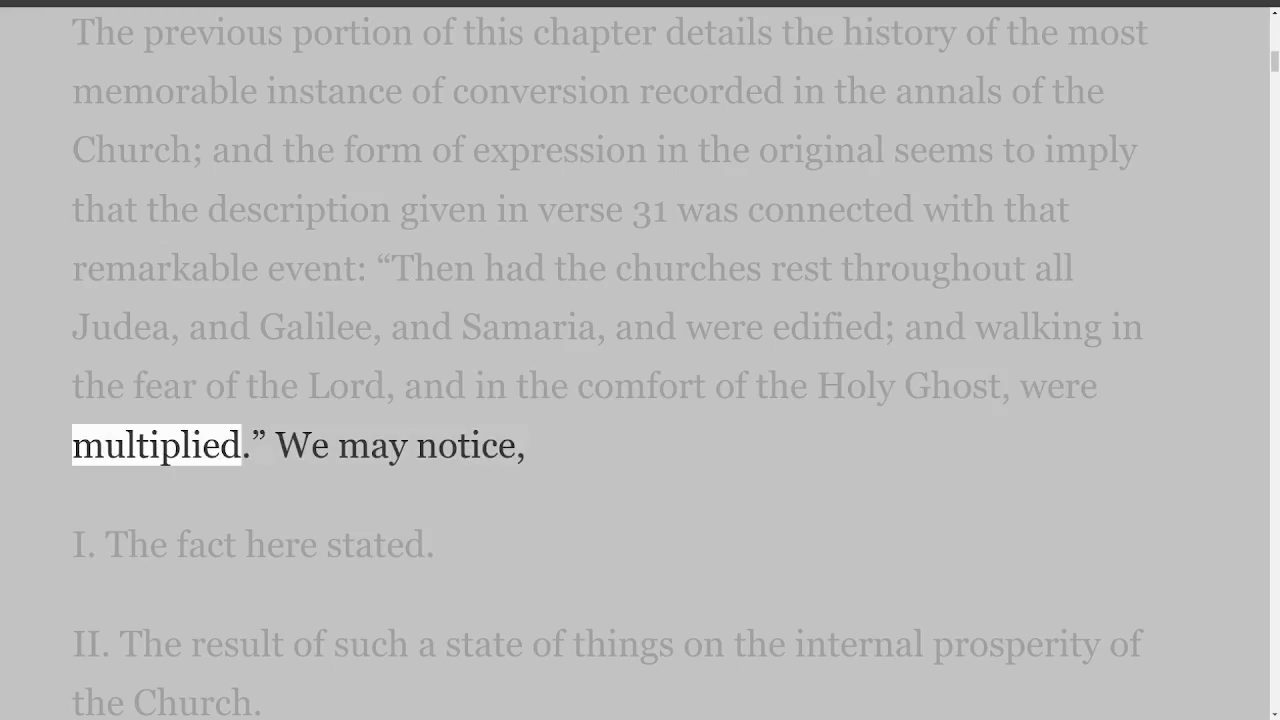 The previous portion of this chapter details the history of the most
memorable instance of conversion recorded in the annals of the
Church; and the form of expression in the original seems to imply
that the description given in verse 31 was connected with that
remarkable event: “Then had the churches rest throughout all
Judea, and Galilee, and Samaria, and were edified; and walking in
the fear of the Lord, and in the comfort of the Holy Ghost, were
multiplied.” We may notice,
I. The fact here stated.
II. The result of such a state of things on the internal prosperity of
the Church.